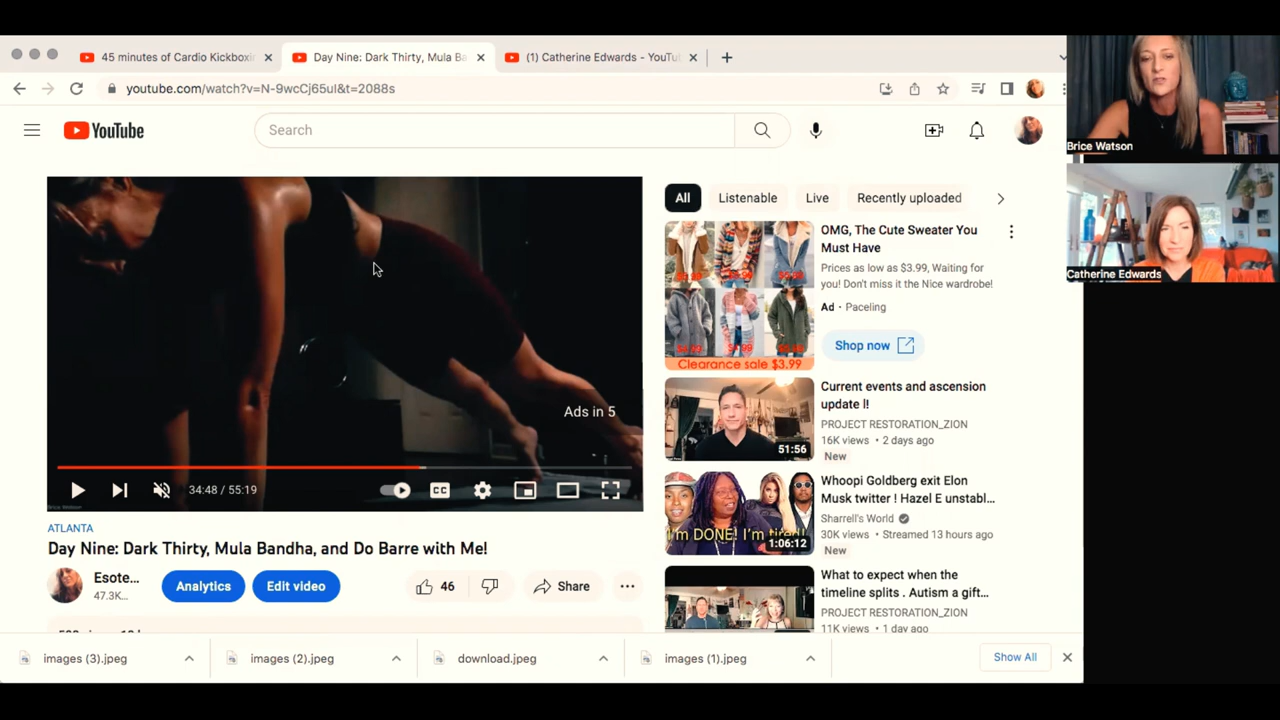 45 minutes of Cardio Kickboxin
Day Nine: Dark Thirty, Mula Ba
(1) Catherine Edwards - YouTu
youtube.com/watch?v=N-9wcCj65uI&t=2088s
YouTube
Search
Brice Watson
Catherine Edwards
All
Listenable
Live
Recently uploaded
OMG, The Cute Sweater You
Must Have
Prices as low as $3.99, Waiting for
you! Don't miss it the Nice wardrobe!
Ad · Paceling
Shop now
Clearance sale $3.99
Current events and ascension
update I!
PROJECT RESTORATION_ZION
16K views • 2 days ago
New
51:56
Ads in 5
34:48 / 55:19
CC
Brice Watson
Whoopi Goldberg exit Elon
Musk twitter ! Hazel E unstabl...
Sharrell's World
30K views • Streamed 13 hours ago
New
I'm DONE! I'm tired!
1:06:12
ATLANTA
Day Nine: Dark Thirty, Mula Bandha, and Do Barre with Me!
Esote...
47.3K...
Analytics
Edit video
46
Share
What to expect when the
timeline splits . Autism a gift...
PROJECT RESTORATION_ZION
11K views • 1 day ago
images (3).jpeg
images (2).jpeg
download.jpeg
images (1).jpeg
Show All